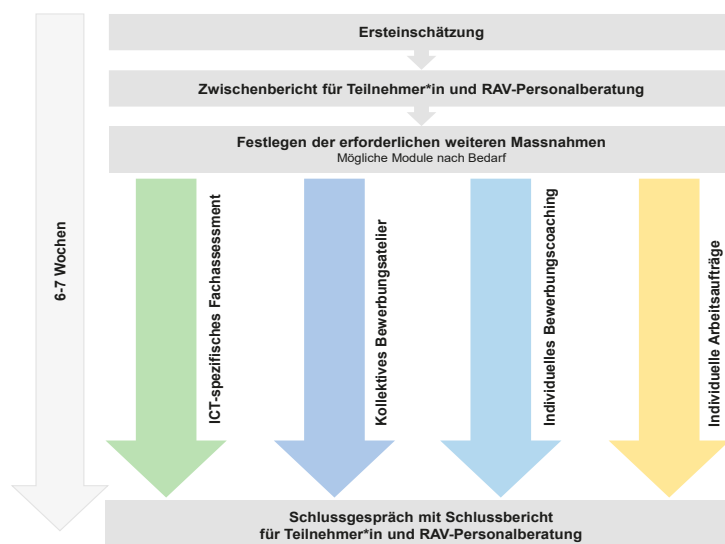 Ersteinschätzung
Zwischenbericht für Teilnehmer*in und RAV-Personalberatung
Festlegen der erforderlichen weiteren Massnahmen
Mögliche Module nach Bedarf
6-7 Wochen
ICT-spezifisches Fachassessment
Kollektives Bewerbungsatelier
Individuelles Bewerbungscoaching
Individuelle Arbeitsaufträge
Schlussgespräch mit Schlussbericht
für Teilnehmer*in und RAV-Personalberatung